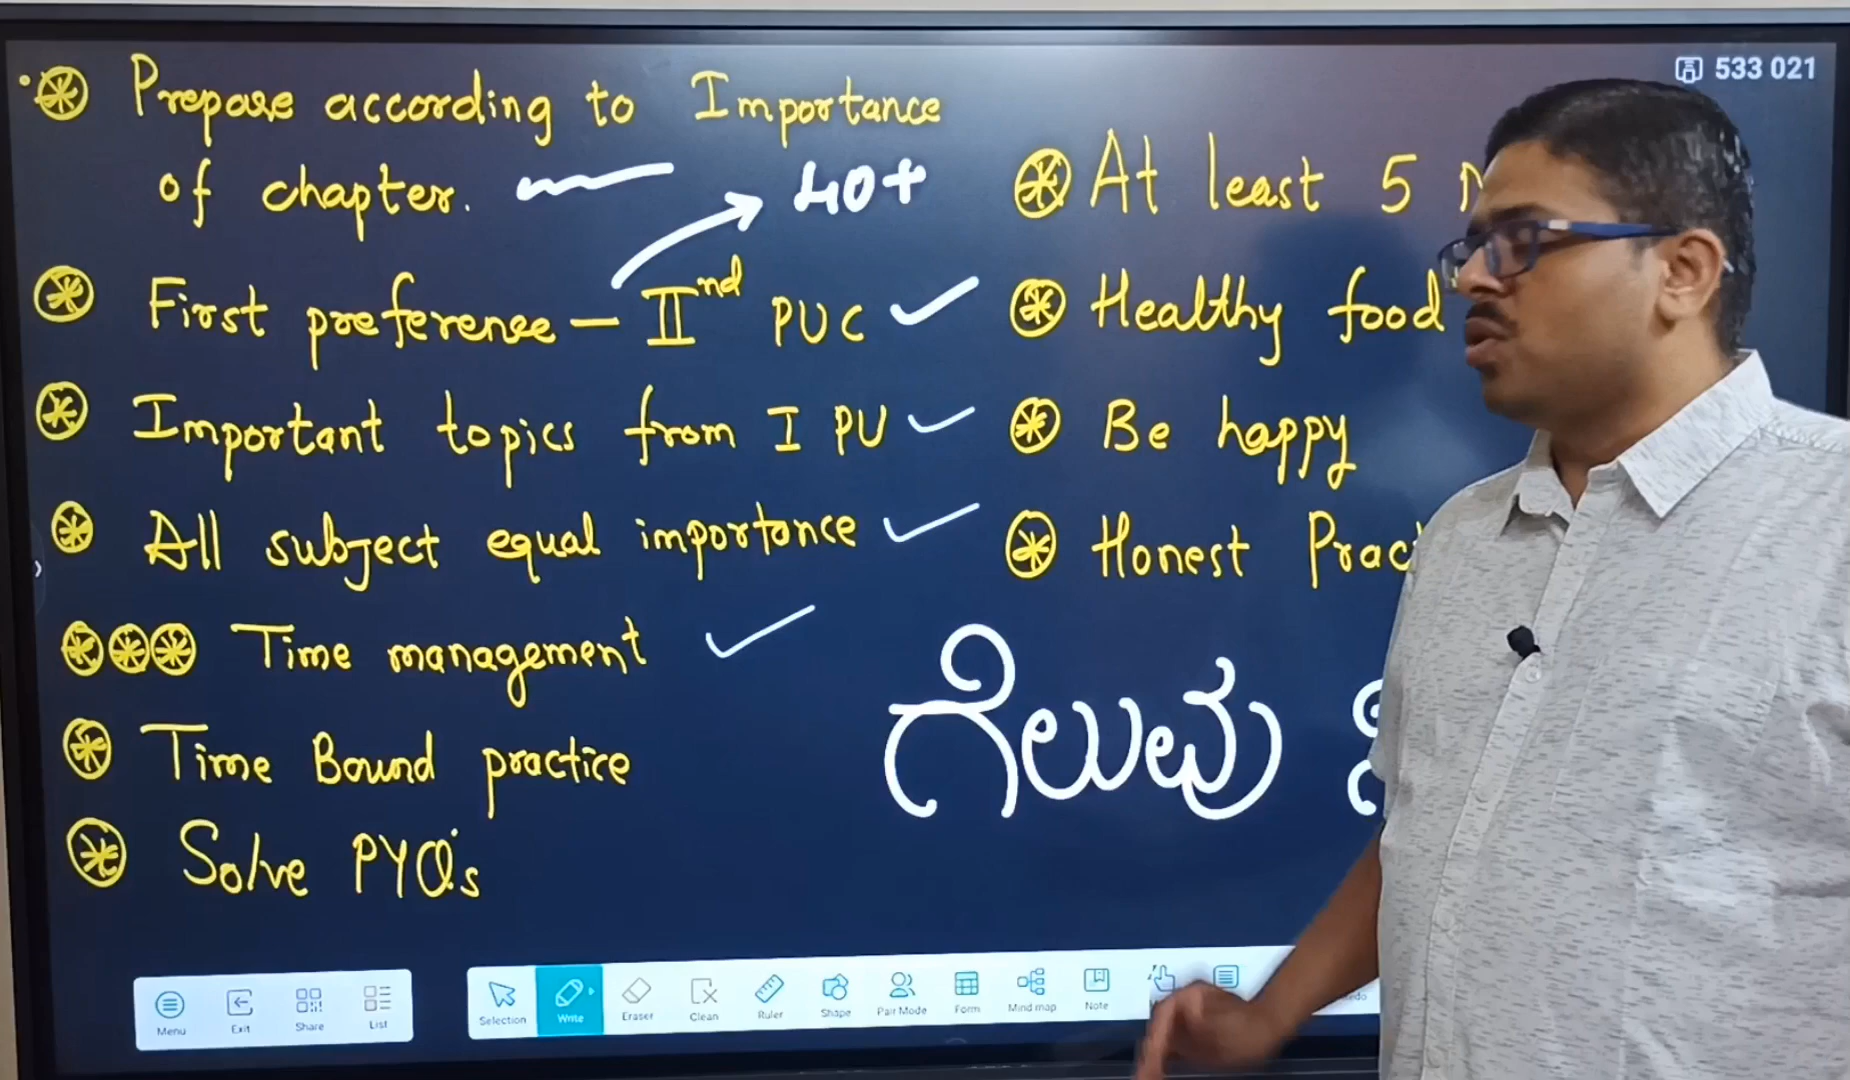 533 021
Prepare according to Importance
of chapter.
40+
First preference - IInd PUC
Important topics from I PU
All subject equal importance
Time management
Time Bound practice
Solve PYQ's
At least 5
Healthy food
Be happy
Honest
ಗೆಲುವು
Menu
Exit
Share
List
Selection
Write
Eraser
Clean
Ruler
Shape
Pair Mode
Form
Mind map
Note